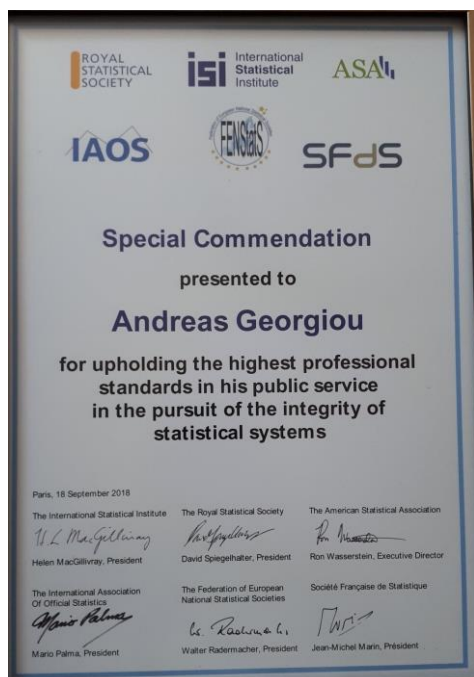 ROYAL
STATISTICAL
SOCIETY
isi
International
Statistical
Institute
ASA
IAOS
FENStatS
SFdS
Special Commendation
presented to
Andreas Georgiou
for upholding the highest professional
standards in his public service
in the pursuit of the integrity of
statistical systems
Paris, 18 September 2018
The International Statistical Institute
H L MacGillivray
Helen MacGillivray, President
The Royal Statistical Society
David Spiegelhalter, President
The American Statistical Association
Ron Wasserstein, Executive Director
The International Association
Of Official Statistics
Mario Palma
Mario Palma, President
The Federation of European
National Statistical Societies
Walter Radermacher, President
Société Française de Statistique
Jean-Michel Marin, Président